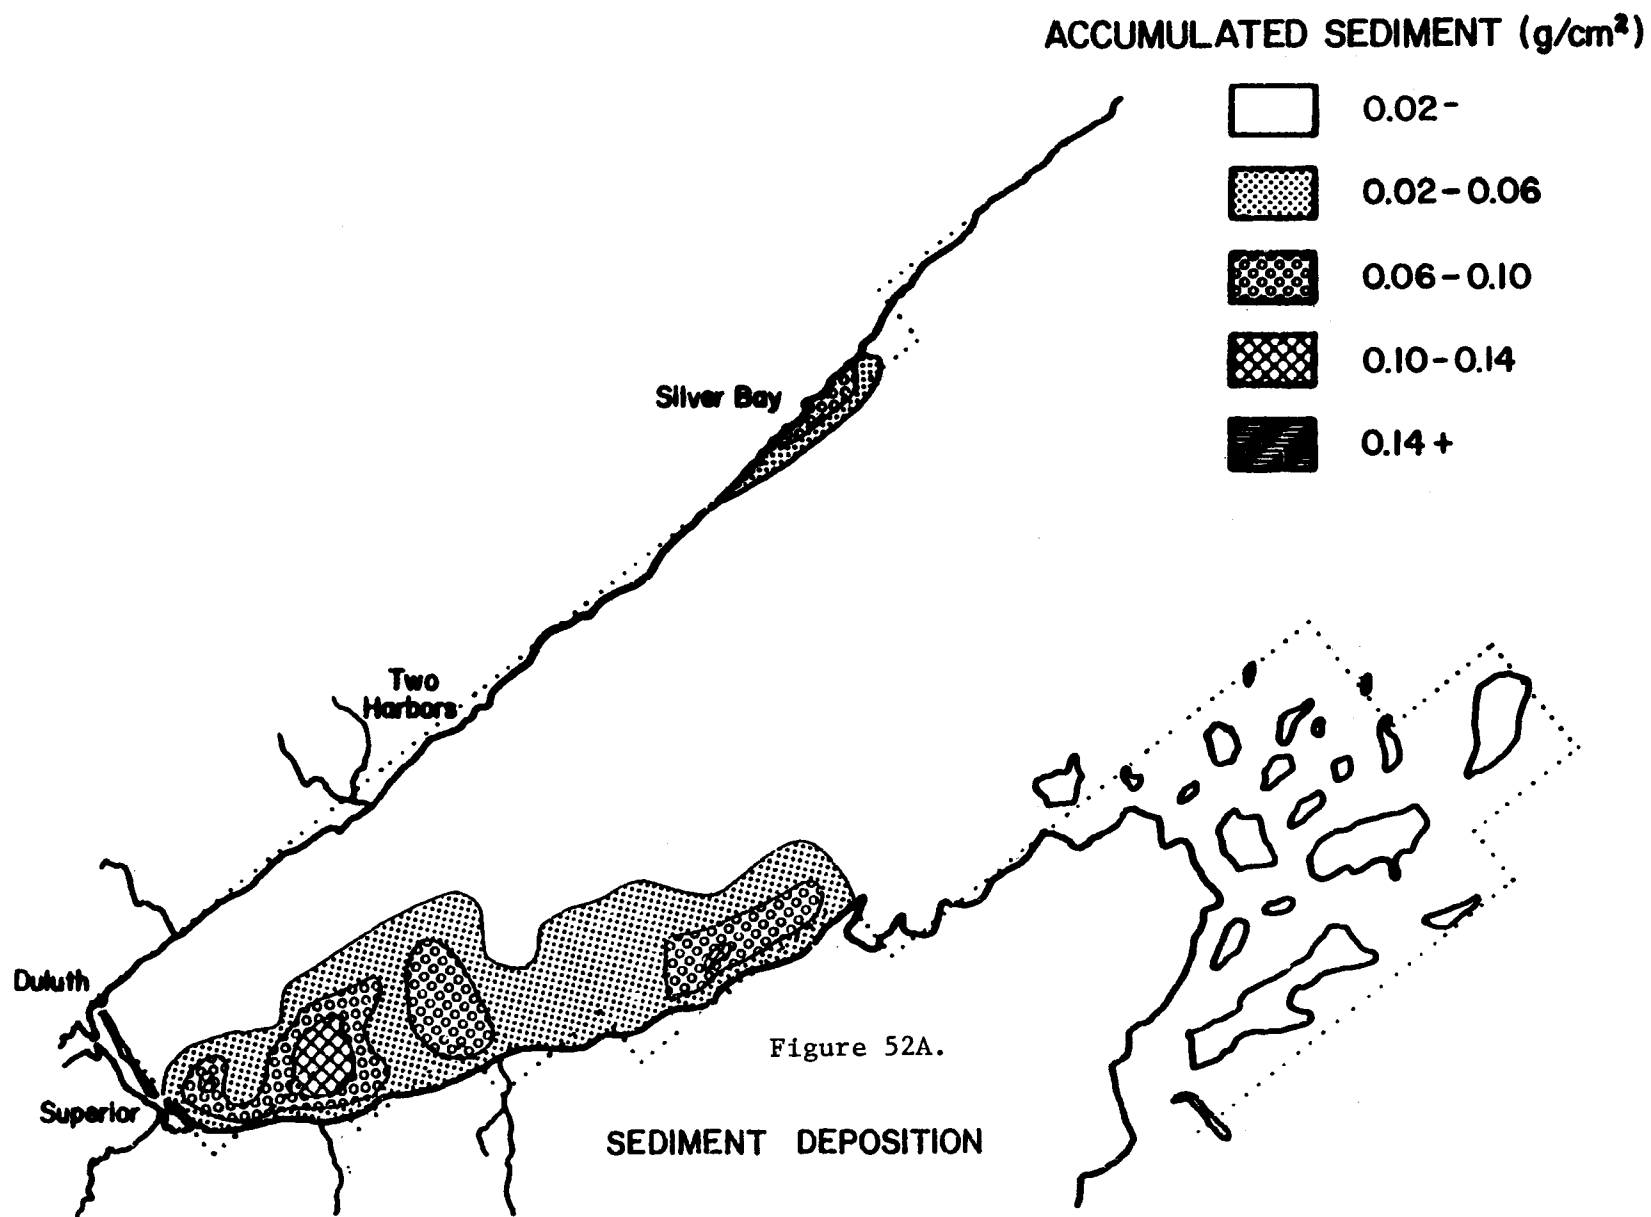 ACCUMULATED SEDIMENT (g/cm²)
0.02-
0.02-0.06
0.06-0.10
0.10-0.14
0.14+
Silver Bay
Two
Harbors
Duluth
Superior
Figure 52A.
SEDIMENT DEPOSITION